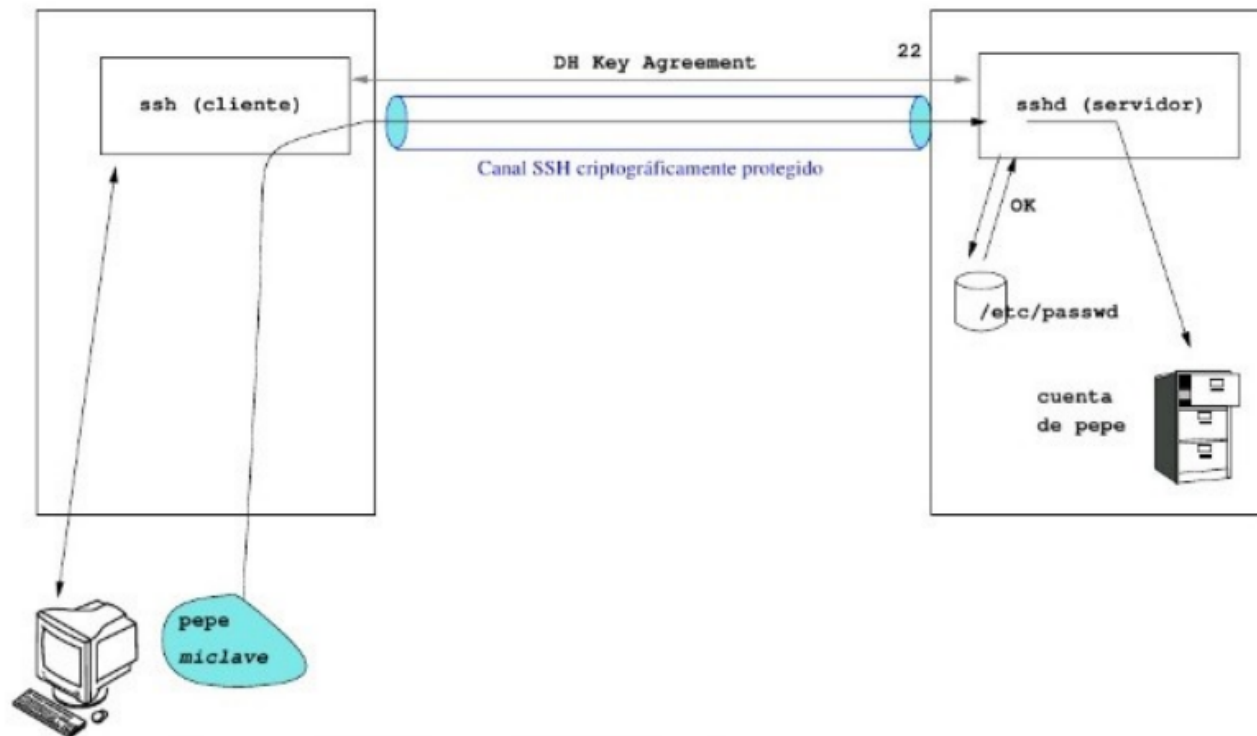 DH Key Agreement
22
ssh (cliente)
sshd (servidor)
Canal SSH criptográficamente protegido
OK
/etc/passwd
cuenta
de pepe
pepe
miclave